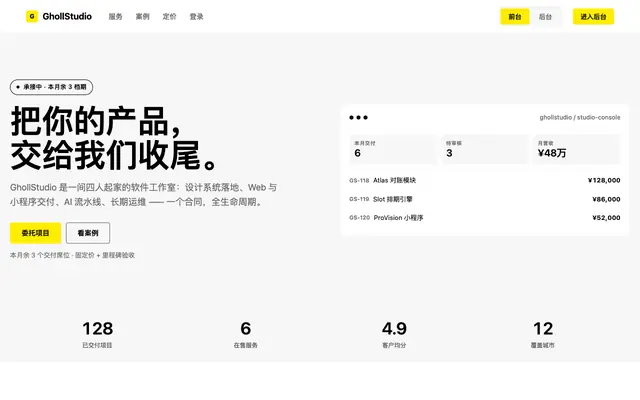 G GhollStudio 服务 案例 定价 登录 前台 后台 进入后台
承接中 · 本月余 3 档期
把你的产品，
交给我们收尾。
GhollStudio 是一间四人起家的软件工作室：设计系统落地、Web 与
小程序交付、AI 流水线、长期运维 —— 一个合同，全生命周期。
委托项目 看案例
本月余 3 个交付席位 · 固定价 + 里程碑验收
ghollstudio / studio-console
本月交付 待审核 月营收
6 3 ¥48万
GS-118 Atlas 对账模块 ¥128,000
GS-119 Slot 排期引擎 ¥86,000
GS-120 ProVision 小程序 ¥52,000
128 6 4.9 12
已交付项目 在售服务 客户均分 覆盖城市